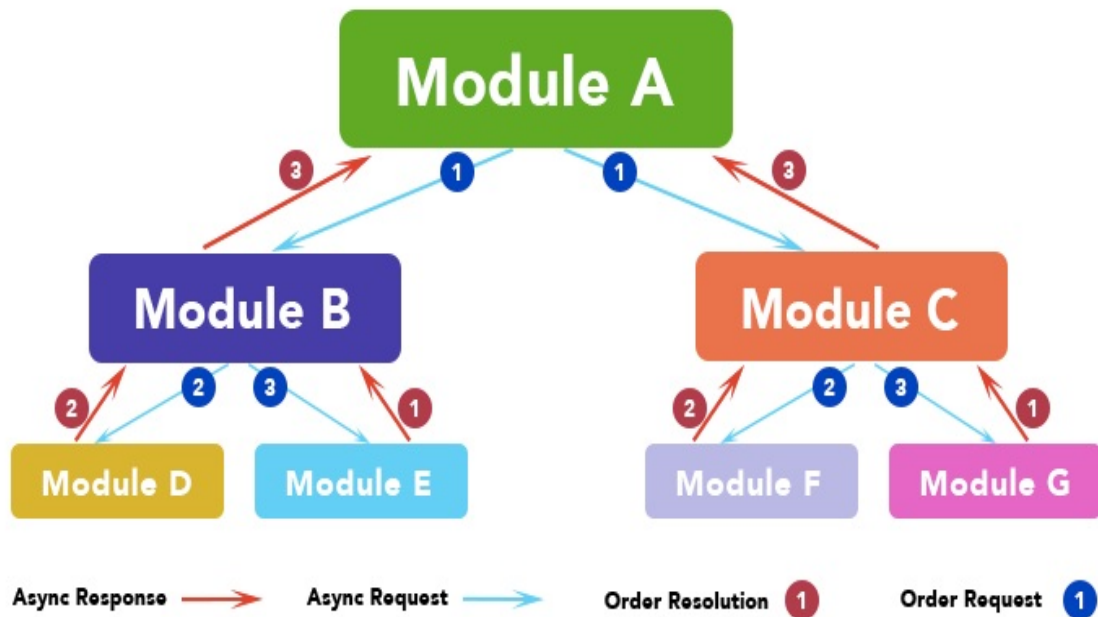 Module A
3 1 1 3
Module B Module C
2 2 3 1 2 2 3 1
Module D Module E Module F Module G
Async Response Async Request Order Resolution 1 Order Request 1